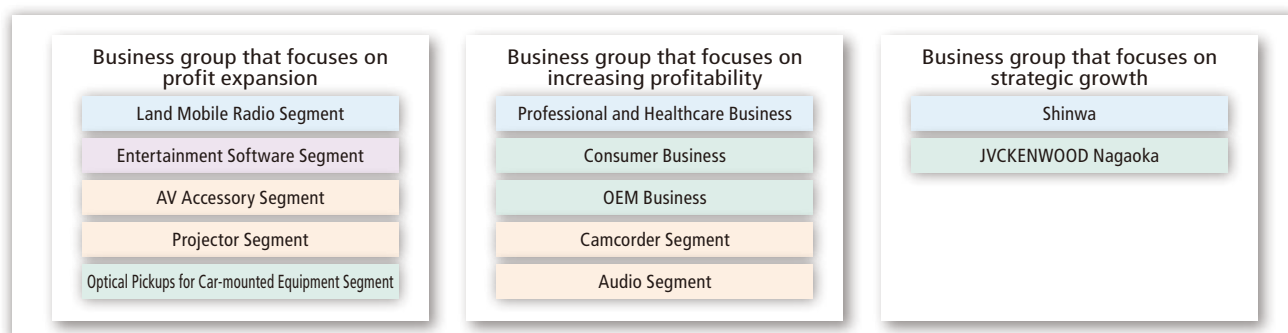 Business group that focuses on
profit expansion
Land Mobile Radio Segment
Entertainment Software Segment
AV Accessory Segment
Projector Segment
Optical Pickups for Car-mounted Equipment Segment
Business group that focuses on
increasing profitability
Professional and Healthcare Business
Consumer Business
OEM Business
Camcorder Segment
Audio Segment
Business group that focuses on
strategic growth
Shinwa
JVCKENWOOD Nagaoka